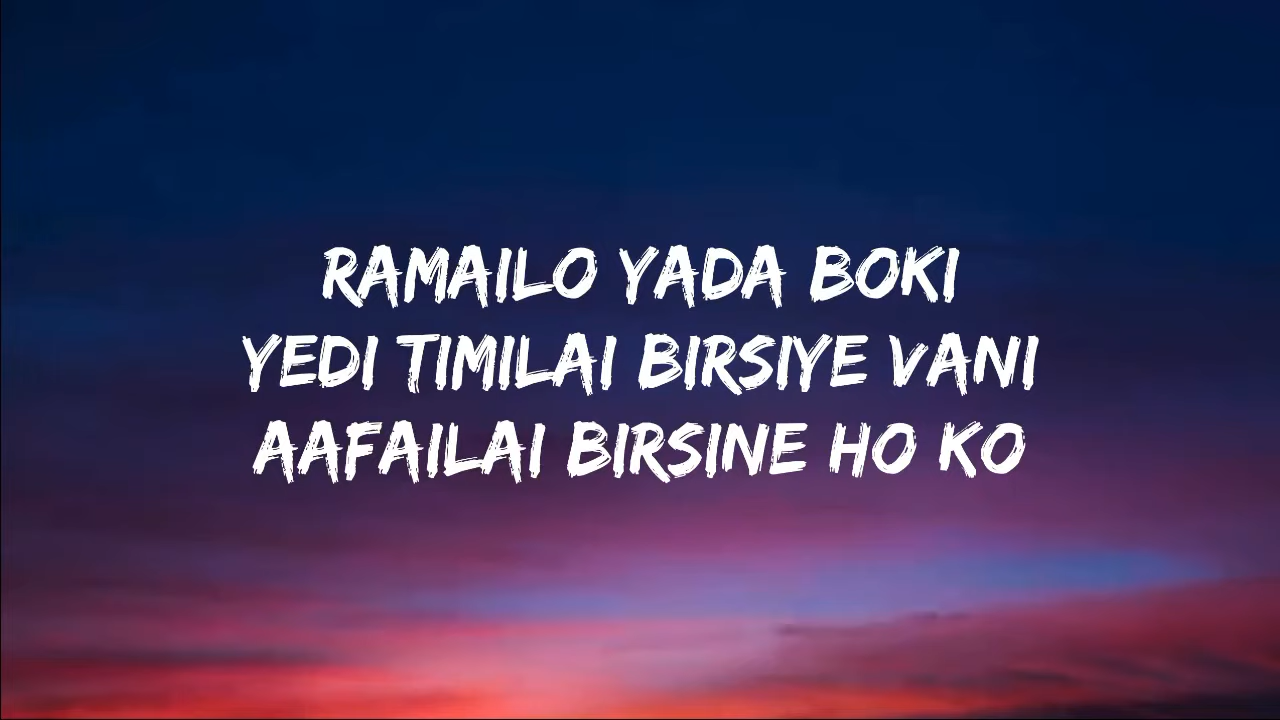 RAMAILO YADA BOKI
YEDI TIMILAI BIRSIYE VANI
AAFAILAI BIRSINE HO KO